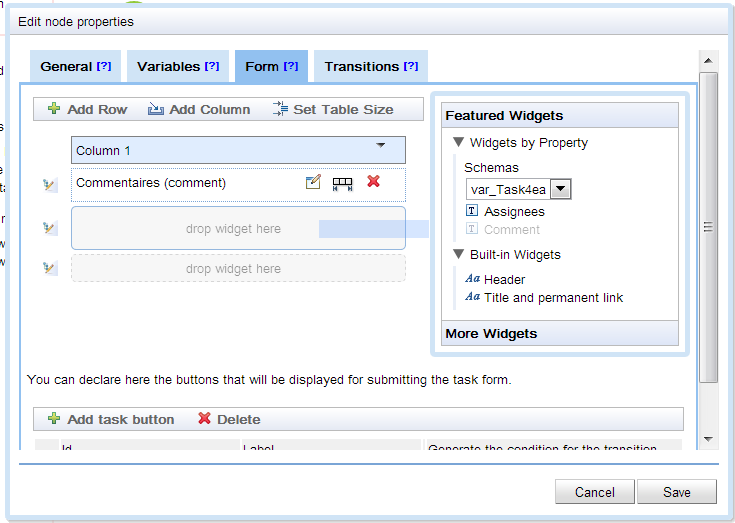 Edit node properties
General [?] Variables [?] Form [?] Transitions [?]
Add Row Add Column Set Table Size
Column 1
Commentaires (comment)
drop widget here
drop widget here
Featured Widgets
Widgets by Property
Schemas
var_Task4ea
T Assignees
T Comment
Built-in Widgets
Aa Header
Aa Title and permanent link
More Widgets
You can declare here the buttons that will be displayed for submitting the task form.
Add task button Delete
Id Label Generate the condition for the transition
Cancel Save